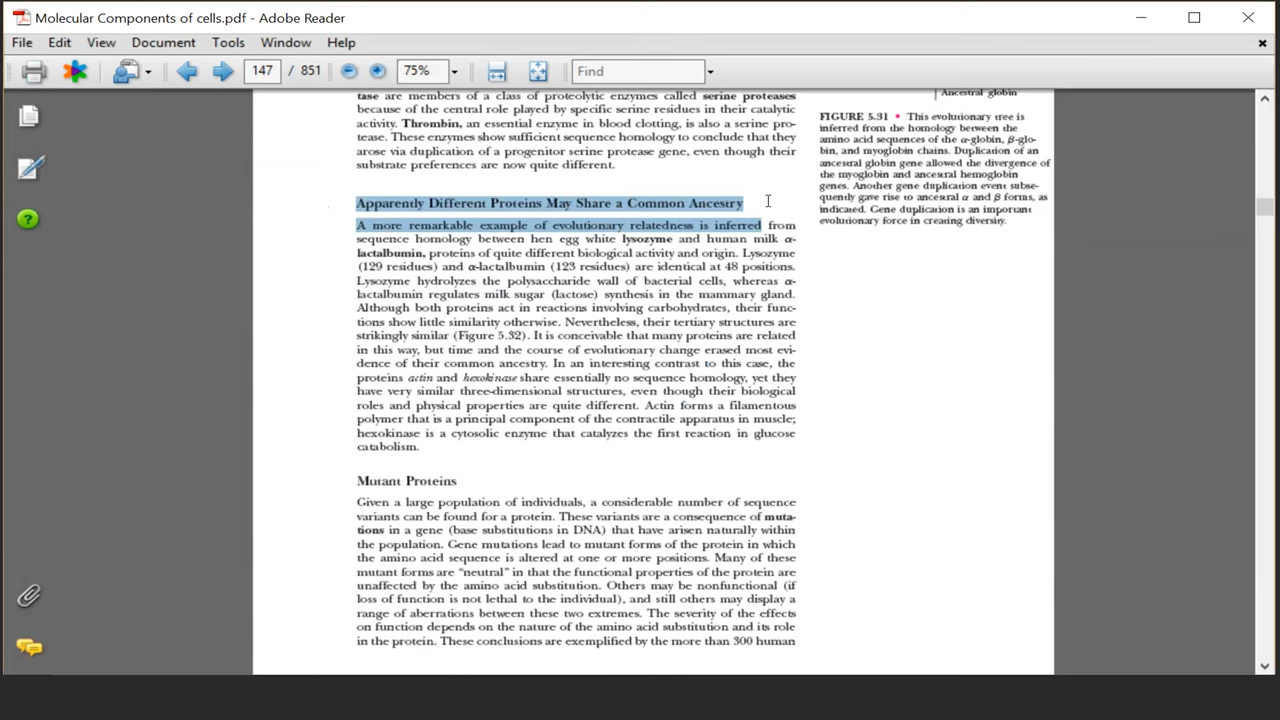 Molecular Components of cells.pdf - Adobe Reader
File Edit View Document Tools Window Help
147 / 851 75% Find
tase are members of a class of proteolytic enzymes called serine proteases
because of the central role played by specific serine residues in their catalytic
activity. Thrombin, an essential enzyme in blood clotting, is also a serine pro-
tease. These enzymes show sufficient sequence homology to conclude that they
arose via duplication of a progenitor serine protease gene, even though their
substrate preferences are now quite different.
Apparently Different Proteins May Share a Common Ancestry
A more remarkable example of evolutionary relatedness is inferred from
sequence homology between hen egg white lysozyme and human milk α-
lactalbumin, proteins of quite different biological activity and origin. Lysozyme
(129 residues) and α-lactalbumin (123 residues) are identical at 48 positions.
Lysozyme hydrolyzes the polysaccharide wall of bacterial cells, whereas α-
lactalbumin regulates milk sugar (lactose) synthesis in the mammary gland.
Although both proteins act in reactions involving carbohydrates, their func-
tions show little similarity otherwise. Nevertheless, their tertiary structures are
strikingly similar (Figure 5.32). It is conceivable that many proteins are related
in this way, but time and the course of evolutionary change erased most evi-
dence of their common ancestry. In an interesting contrast to this case, the
proteins actin and hexokinase share essentially no sequence homology, yet they
have very similar three-dimensional structures, even though their biological
roles and physical properties are quite different. Actin forms a filamentous
polymer that is a principal component of the contractile apparatus in muscle;
hexokinase is a cytosolic enzyme that catalyzes the first reaction in glucose
catabolism.
Mutant Proteins
Given a large population of individuals, a considerable number of sequence
variants can be found for a protein. These variants are a consequence of muta-
tions in a gene (base substitutions in DNA) that have arisen naturally within
the population. Gene mutations lead to mutant forms of the protein in which
the amino acid sequence is altered at one or more positions. Many of these
mutant forms are “neutral” in that the functional properties of the protein are
unaffected by the amino acid substitution. Others may be nonfunctional (if
loss of function is not lethal to the individual), and still others may display a
range of aberrations between these two extremes. The severity of the effects
on function depends on the nature of the amino acid substitution and its role
in the protein. These conclusions are exemplified by the more than 300 human
Ancestral globin
FIGURE 5.31 • This evolutionary tree is
inferred from the homology between the
amino acid sequences of the α-globin, β-glo-
bin, and myoglobin chains. Duplication of an
ancestral globin gene allowed the divergence of
the myoglobin and ancestral hemoglobin
genes. Another gene duplication event subse-
quently gave rise to ancestral α and β forms, as
indicated. Gene duplication is an important
evolutionary force in creating diversity.